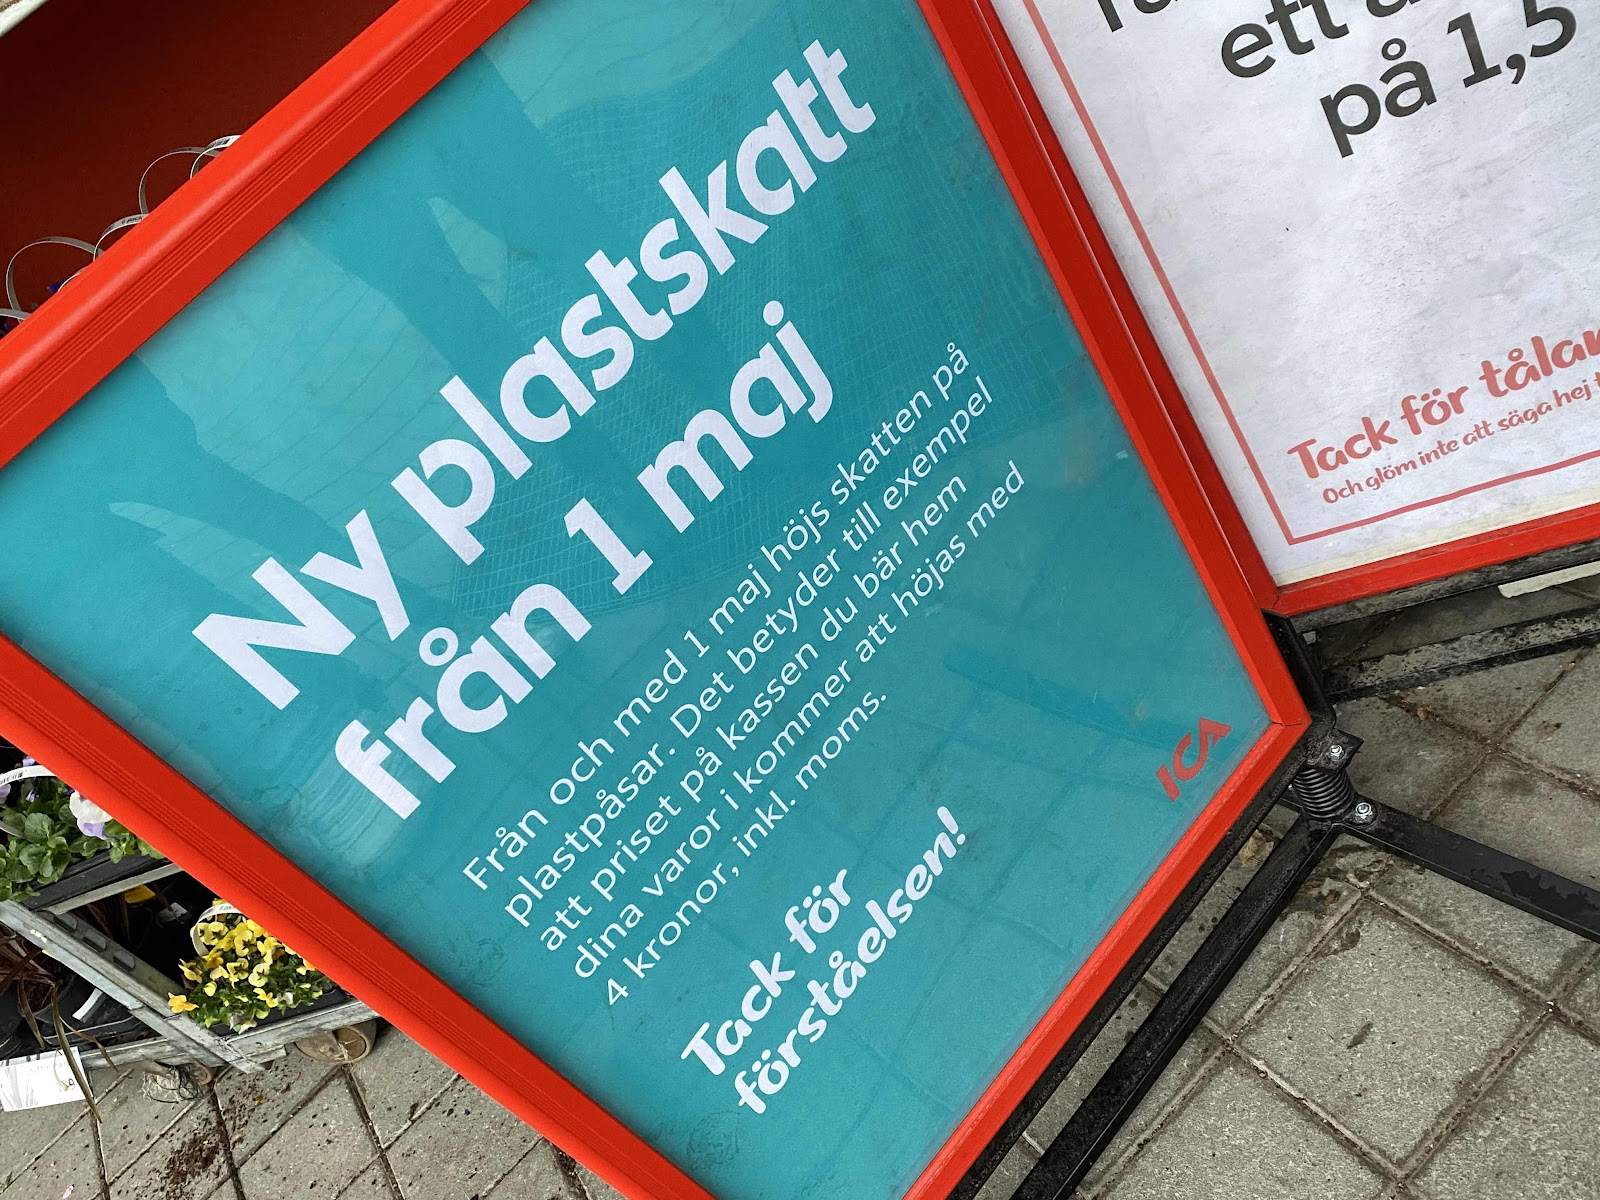 Ny plastskatt
från 1 maj
Från och med 1 maj höjs skatten på
plastpåsar. Det betyder till exempel
att priset på kassen du bär hem
dina varor i kommer att höjas med
4 kronor, inkl. moms.
Tack för
förståelsen!
ICA
ett
på 1,5
Tack för
Och glöm inte att säga hej